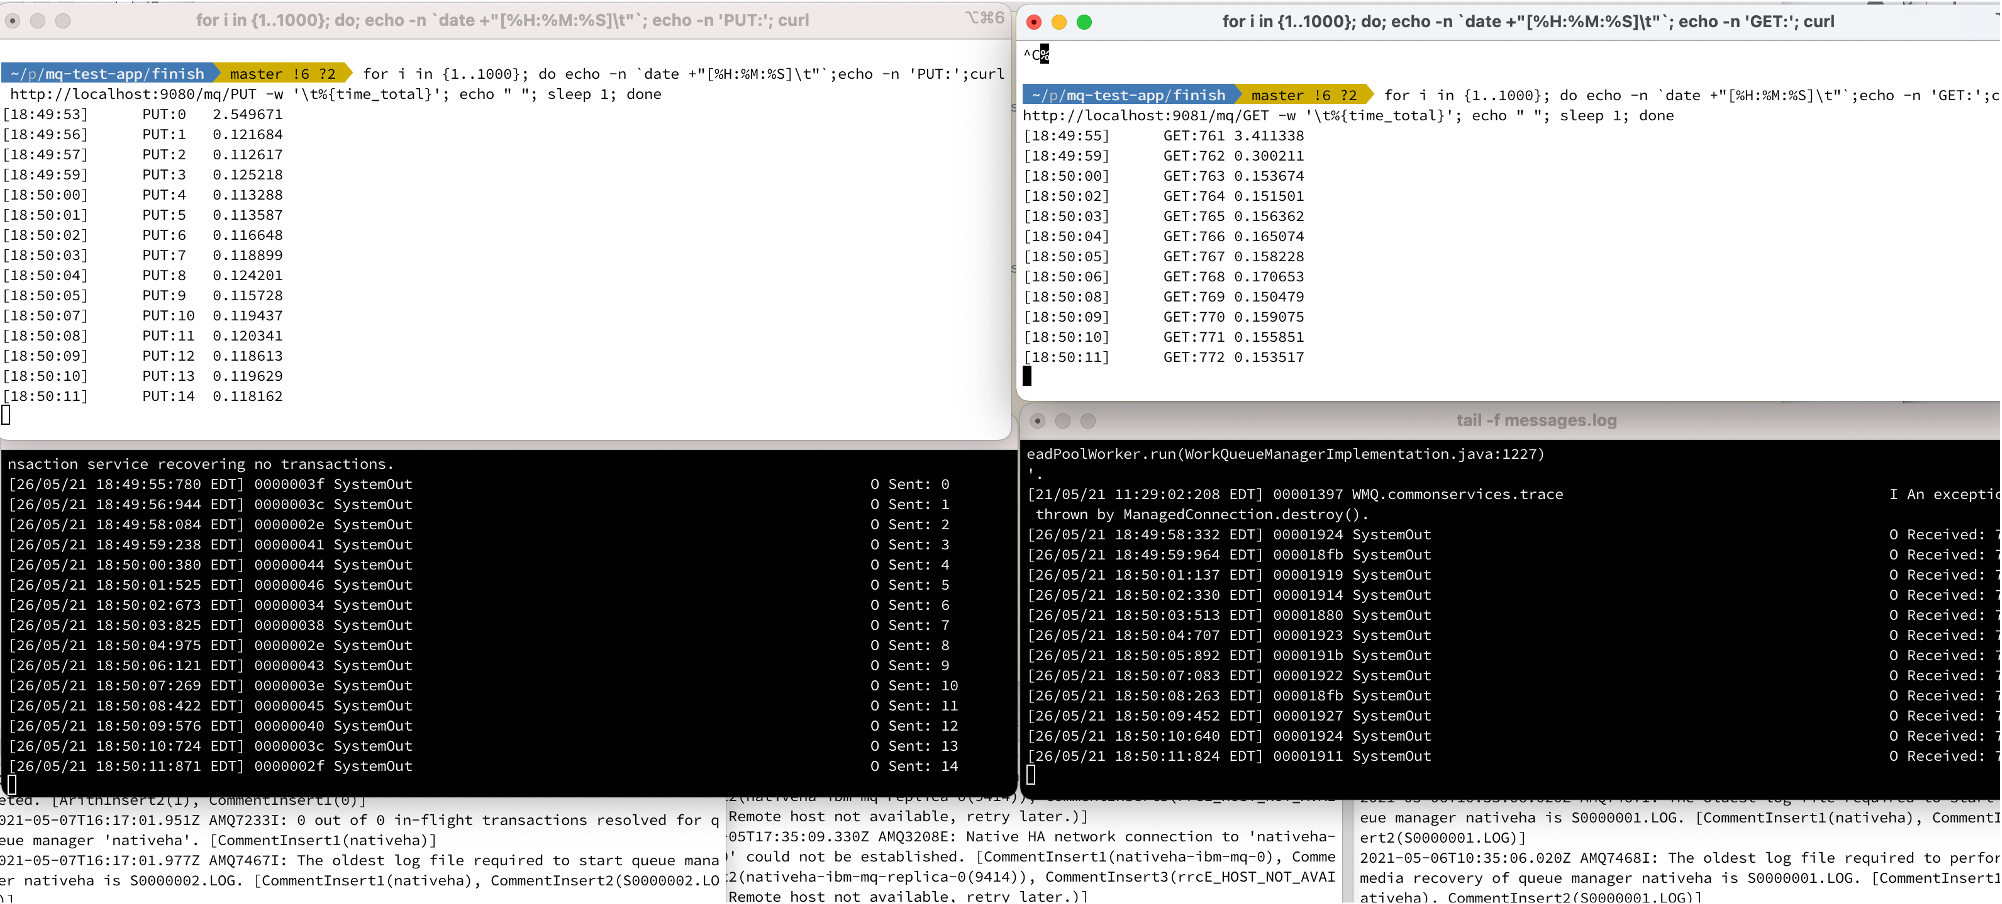 for i in {1..1000}; do; echo -n `date +"[%H:%M:%S]\t"`; echo -n 'PUT:'; curl
⌥⌘6
~/p/mq-test-app/finish master !6 ?2 for i in {1..1000}; do echo -n `date +"[%H:%M:%S]\t"`;echo -n 'PUT:';curl
http://localhost:9080/mq/PUT -w '\t%{time_total}'; echo " "; sleep 1; done
[18:49:53] PUT:0 2.549671
[18:49:56] PUT:1 0.121684
[18:49:57] PUT:2 0.112617
[18:49:59] PUT:3 0.125218
[18:50:00] PUT:4 0.113288
[18:50:01] PUT:5 0.113587
[18:50:02] PUT:6 0.116648
[18:50:03] PUT:7 0.118899
[18:50:04] PUT:8 0.124201
[18:50:05] PUT:9 0.115728
[18:50:07] PUT:10 0.119437
[18:50:08] PUT:11 0.120341
[18:50:09] PUT:12 0.118613
[18:50:10] PUT:13 0.119629
[18:50:11] PUT:14 0.118162
for i in {1..1000}; do; echo -n `date +"[%H:%M:%S]\t"`; echo -n 'GET:'; curl
^C%
~/p/mq-test-app/finish master !6 ?2 for i in {1..1000}; do echo -n `date +"[%H:%M:%S]\t"`;echo -n 'GET:';c
http://localhost:9081/mq/GET -w '\t%{time_total}'; echo " "; sleep 1; done
[18:49:55] GET:761 3.411338
[18:49:59] GET:762 0.300211
[18:50:00] GET:763 0.153674
[18:50:02] GET:764 0.151501
[18:50:03] GET:765 0.156362
[18:50:04] GET:766 0.165074
[18:50:05] GET:767 0.158228
[18:50:06] GET:768 0.170653
[18:50:08] GET:769 0.150479
[18:50:09] GET:770 0.159075
[18:50:10] GET:771 0.155851
[18:50:11] GET:772 0.153517
nsaction service recovering no transactions.
[26/05/21 18:49:55:780 EDT] 0000003f SystemOut O Sent: 0
[26/05/21 18:49:56:944 EDT] 0000003c SystemOut O Sent: 1
[26/05/21 18:49:58:084 EDT] 0000002e SystemOut O Sent: 2
[26/05/21 18:49:59:238 EDT] 00000041 SystemOut O Sent: 3
[26/05/21 18:50:00:380 EDT] 00000044 SystemOut O Sent: 4
[26/05/21 18:50:01:525 EDT] 00000046 SystemOut O Sent: 5
[26/05/21 18:50:02:673 EDT] 00000034 SystemOut O Sent: 6
[26/05/21 18:50:03:825 EDT] 00000038 SystemOut O Sent: 7
[26/05/21 18:50:04:975 EDT] 0000002e SystemOut O Sent: 8
[26/05/21 18:50:06:121 EDT] 00000043 SystemOut O Sent: 9
[26/05/21 18:50:07:269 EDT] 0000003e SystemOut O Sent: 10
[26/05/21 18:50:08:422 EDT] 00000045 SystemOut O Sent: 11
[26/05/21 18:50:09:576 EDT] 00000040 SystemOut O Sent: 12
[26/05/21 18:50:10:724 EDT] 0000003c SystemOut O Sent: 13
[26/05/21 18:50:11:871 EDT] 0000002f SystemOut O Sent: 14
tail -f messages.log
eadPoolWorker.run(WorkQueueManagerImplementation.java:1227)
'.
[21/05/21 11:29:02:208 EDT] 00001397 WMQ.commonservices.trace I An exceptio
thrown by ManagedConnection.destroy().
[26/05/21 18:49:58:332 EDT] 00001924 SystemOut O Received: 7
[26/05/21 18:49:59:964 EDT] 000018fb SystemOut O Received: 7
[26/05/21 18:50:01:137 EDT] 00001919 SystemOut O Received: 7
[26/05/21 18:50:02:330 EDT] 00001914 SystemOut O Received: 7
[26/05/21 18:50:03:513 EDT] 00001880 SystemOut O Received: 7
[26/05/21 18:50:04:707 EDT] 00001923 SystemOut O Received: 7
[26/05/21 18:50:05:892 EDT] 0000191b SystemOut O Received: 7
[26/05/21 18:50:07:083 EDT] 00001922 SystemOut O Received: 7
[26/05/21 18:50:08:263 EDT] 000018fb SystemOut O Received: 7
[26/05/21 18:50:09:452 EDT] 00001927 SystemOut O Received: 7
[26/05/21 18:50:10:640 EDT] 00001924 SystemOut O Received: 7
[26/05/21 18:50:11:824 EDT] 00001911 SystemOut O Received: 7
eted. [ArithInsert2(1), CommentInsert1(0)]
021-05-07T16:17:01.951Z AMQ7233I: 0 out of 0 in-flight transactions resolved for q
eue manager 'nativeha'. [CommentInsert1(nativeha)]
021-05-07T16:17:01.977Z AMQ7467I: The oldest log file required to start queue mana
er nativeha is S0000002.LOG. [CommentInsert1(nativeha), CommentInsert2(S0000002.LO
)]
Remote host not available, retry later.)]
-05T17:35:09.330Z AMQ3208E: Native HA network connection to 'nativeha-
' could not be established. [CommentInsert1(nativeha-ibm-mq-0), Comme
t2(nativeha-ibm-mq-replica-0(9414)), CommentInsert3(rrcE_HOST_NOT_AVAI
Remote host not available, retry later.)]
eue manager nativeha is S0000001.LOG. [CommentInsert1(nativeha), CommentI
ert2(S0000001.LOG)]
2021-05-06T10:35:06.020Z AMQ7468I: The oldest log file required to perfor
media recovery of queue manager nativeha is S0000001.LOG. [CommentInsert1
ativeha), CommentInsert2(S0000001.LOG)]